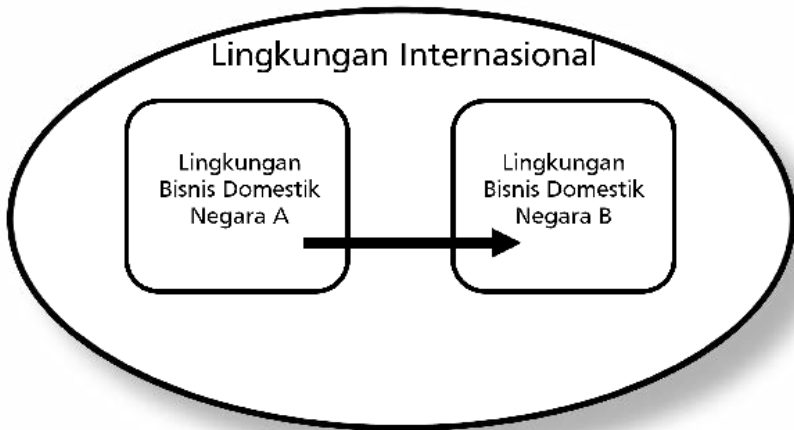 Lingkungan Internasional
Lingkungan
Bisnis Domestik
Negara A
Lingkungan
Bisnis Domestik
Negara B